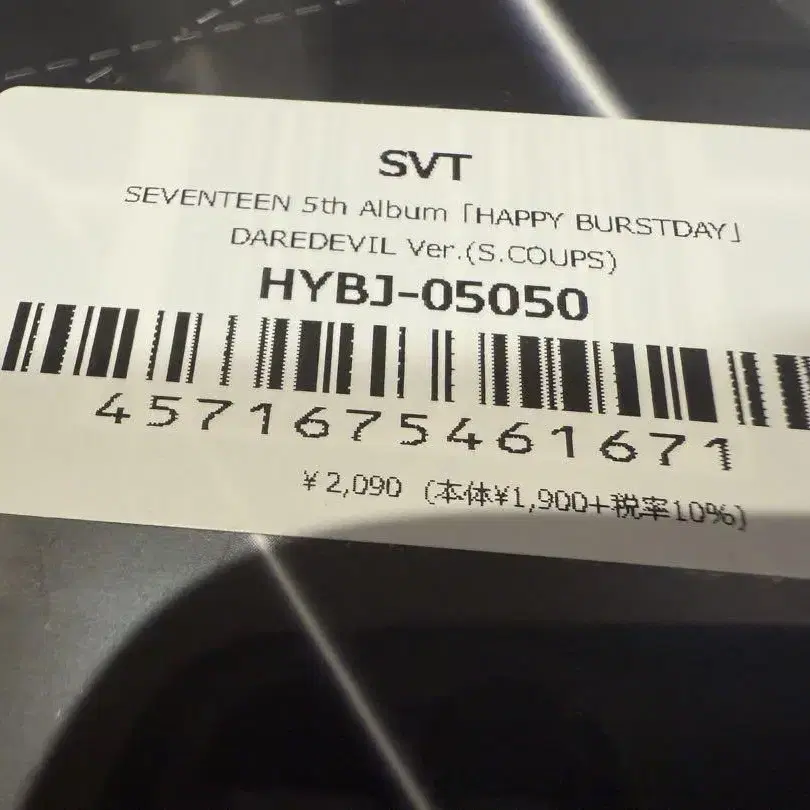 SVT
SEVENTEEN 5th Album「HAPPY BURSTDAY」
DAREDEVIL Ver.(S.COUPS)
HYBJ-05050
4571675461671
¥2,090 (本体¥1,900+税率10%)